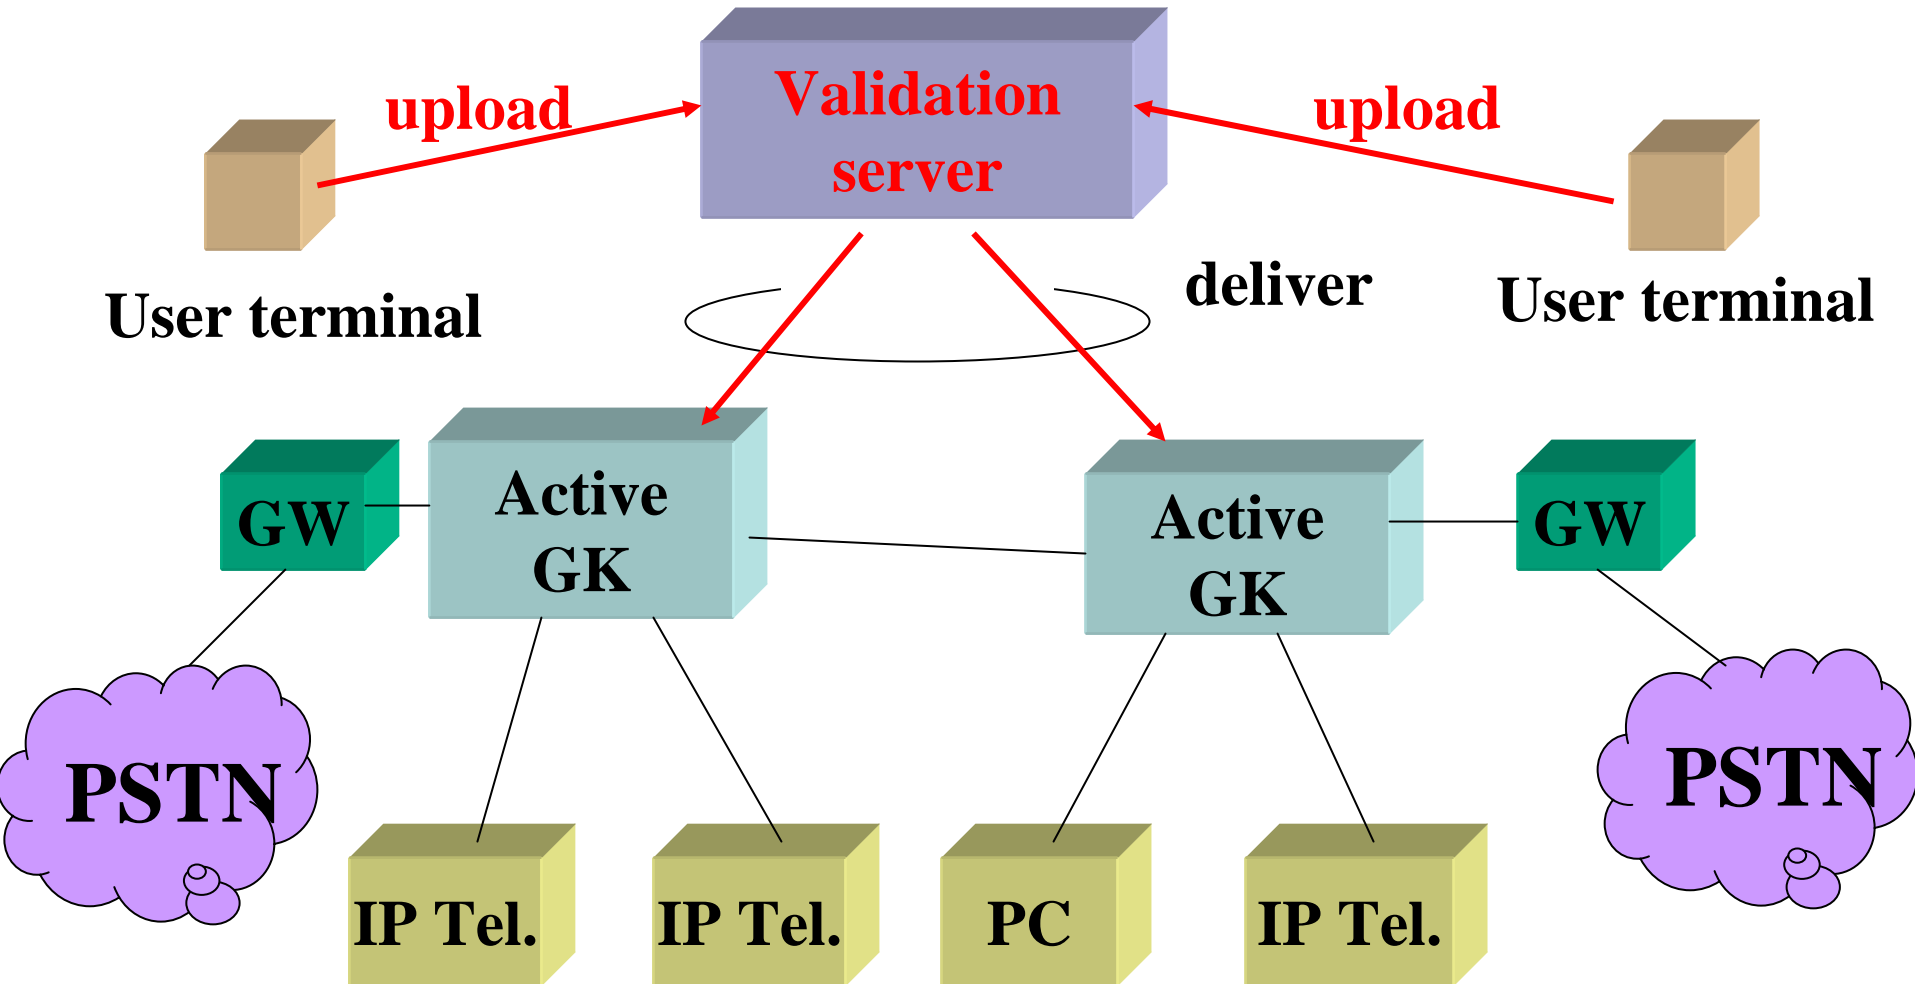 upload
Validation
server
upload
User terminal
deliver
User terminal
GW
Active
GK
Active
GK
GW
PSTN
PSTN
IP Tel.
IP Tel.
PC
IP Tel.